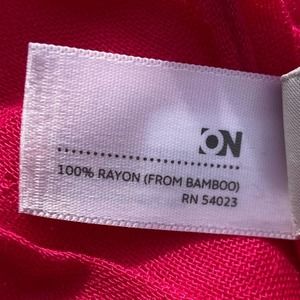 ON
100% RAYON (FROM BAMBOO)
RN 54023